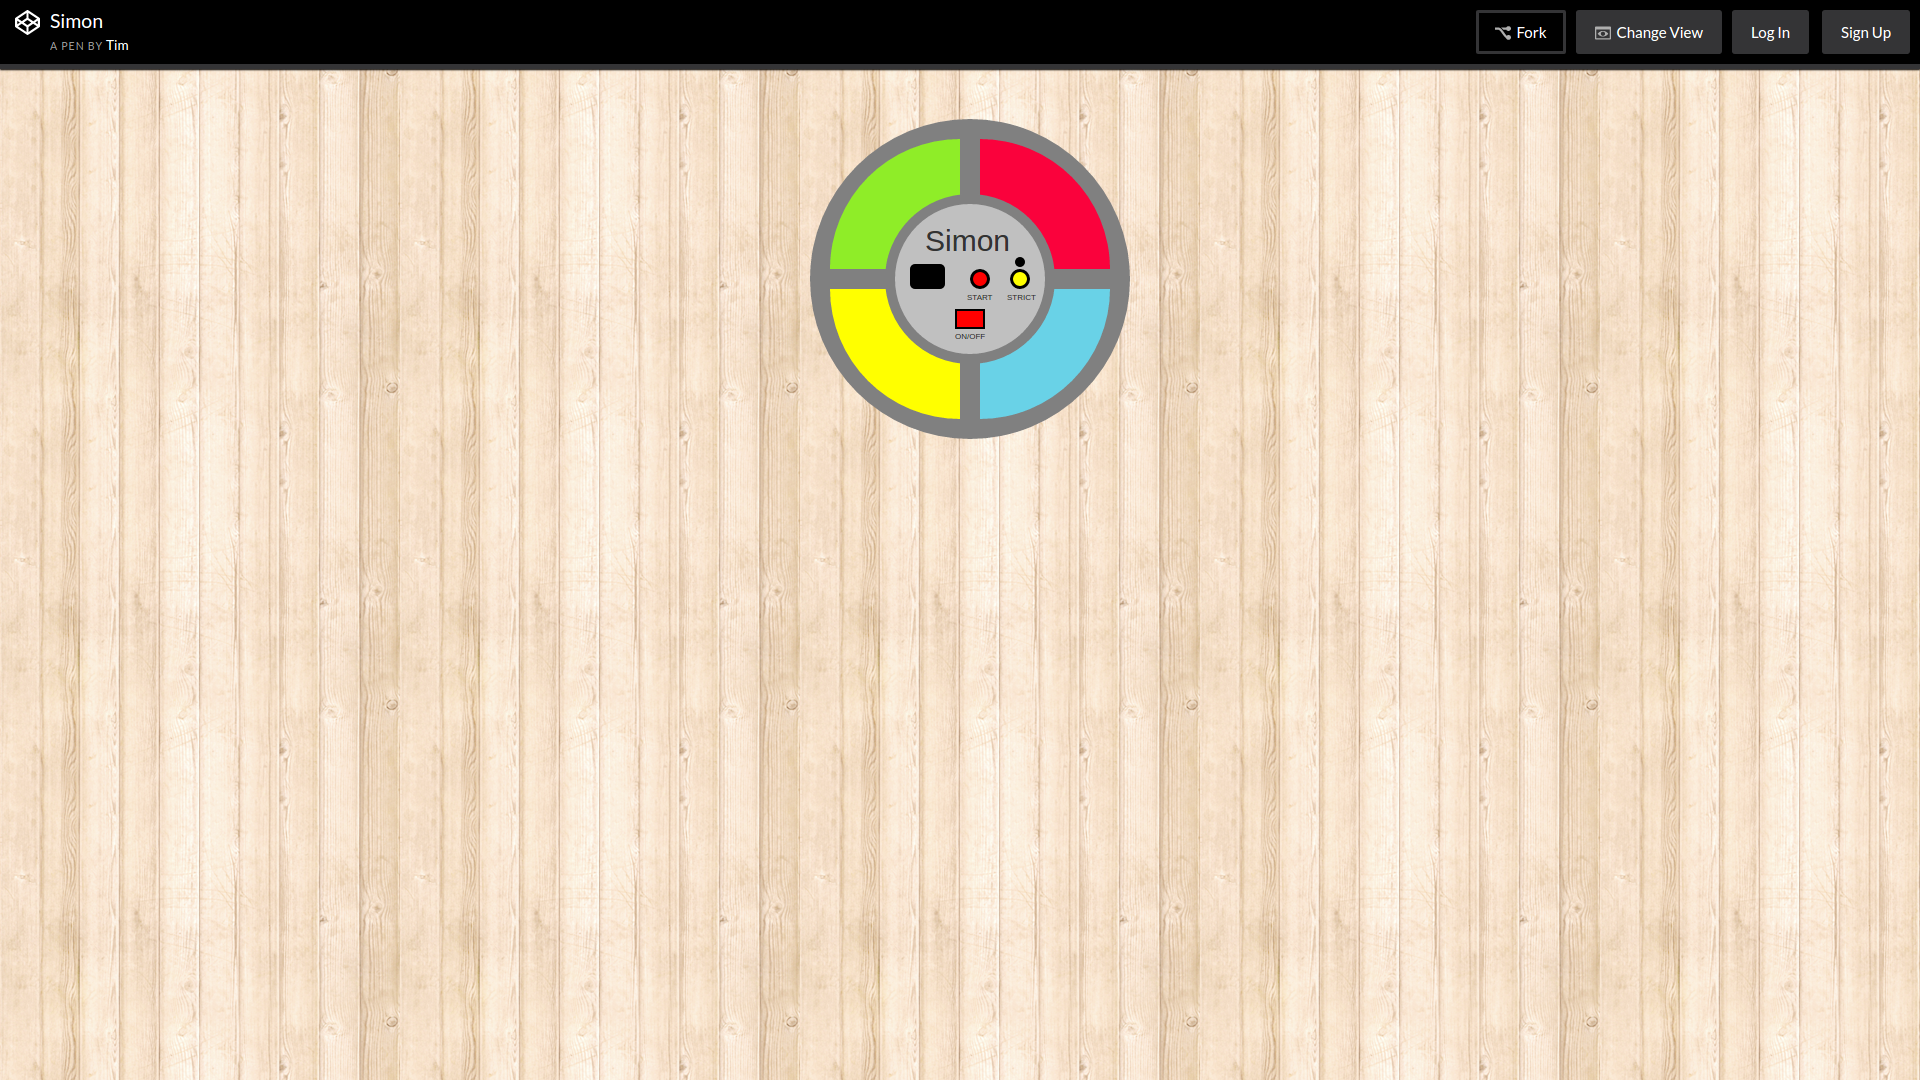 Simon
A PEN BY Tim
Fork
Change View
Log In
Sign Up
Simon
START
STRICT
ON/OFF